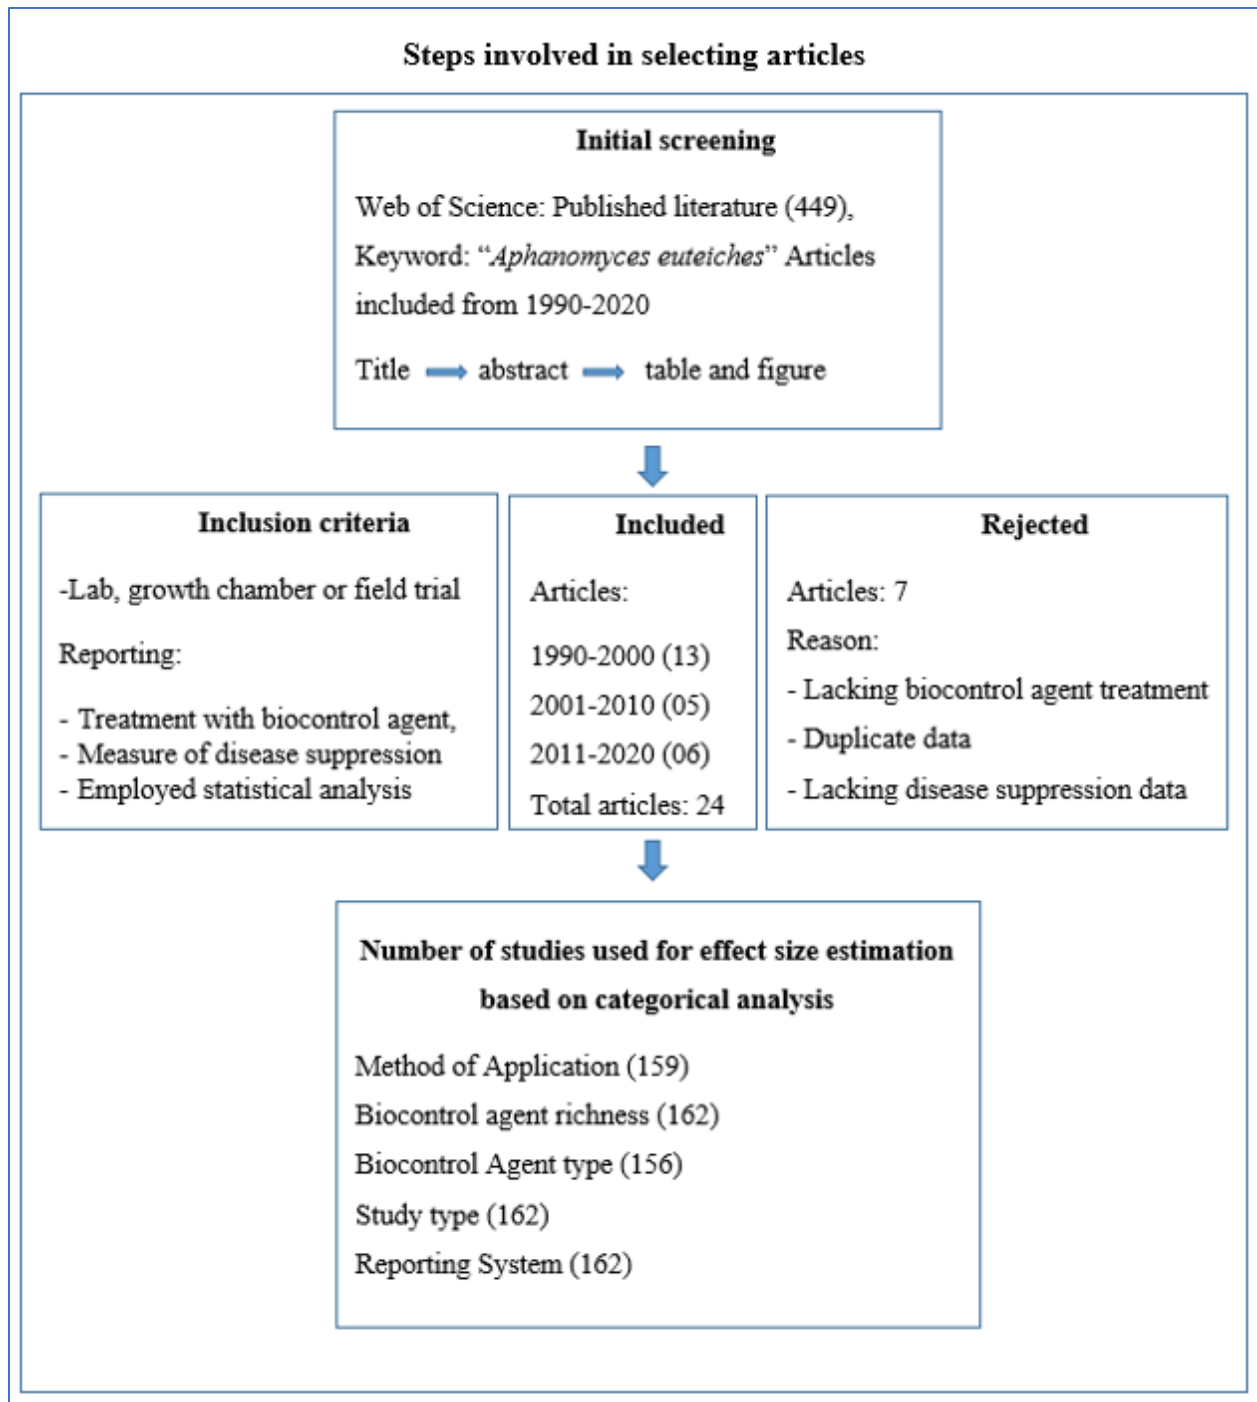 Steps involved in selecting articles
Initial screening
Web of Science: Published literature (449),
Keyword: “Aphanomyces euteiches” Articles
included from 1990-2020
Title abstract table and figure
Inclusion criteria
-Lab, growth chamber or field trial
Reporting:
- Treatment with biocontrol agent,
- Measure of disease suppression
- Employed statistical analysis
Included
Articles:
1990-2000 (13)
2001-2010 (05)
2011-2020 (06)
Total articles: 24
Rejected
Articles: 7
Reason:
- Lacking biocontrol agent treatment
- Duplicate data
- Lacking disease suppression data
Number of studies used for effect size estimation
based on categorical analysis
Method of Application (159)
Biocontrol agent richness (162)
Biocontrol Agent type (156)
Study type (162)
Reporting System (162)